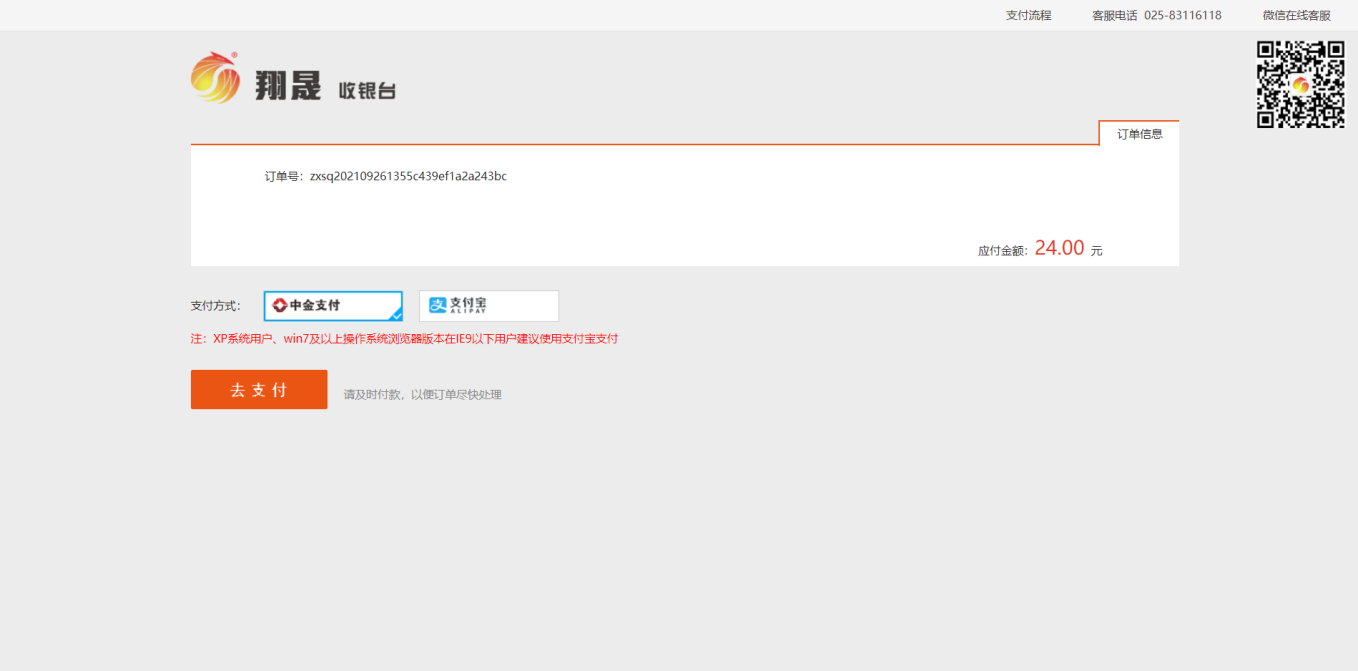 支付流程 客服电话 025-83116118 微信在线客服
翔晟 收银台
订单信息
订单号：zxsq202109261355c439ef1a2a243bc
应付金额：24.00 元
支付方式： 中金支付 支付宝 ALIPAY
注：XP系统用户、win7及以上操作系统浏览器版本在IE9以下用户建议使用支付宝支付
去支付 请及时付款，以便订单尽快处理